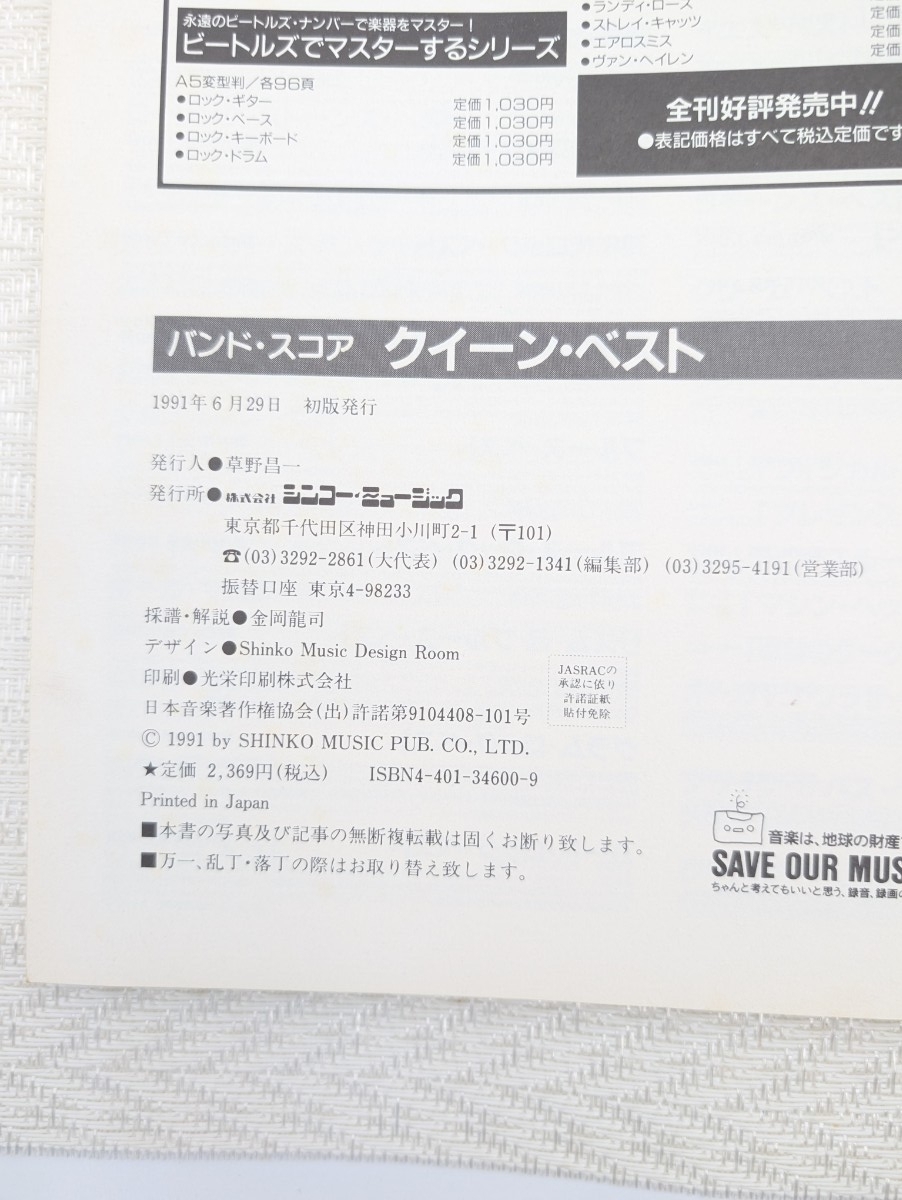 永遠のビートルズ・ナンバーで楽器をマスター!
ビートルズでマスターするシリーズ
A5変型判/各96頁
●ロック・ギター 定価1,030円
●ロック・ベース 定価1,030円
●ロック・キーボード 定価1,030円
●ロック・ドラム 定価1,030円
●ランディ・ローズ 定価
●ストレイ・キャッツ 定価
●エアロスミス 定価
●ヴァン・ヘイレン
全刊好評発売中!!
●表記価格はすべて税込定価です
バンド・スコア クイーン・ベスト
1991年6月29日 初版発行
発行人●草野昌一
発行所●株式会社 シンコー・ミュージック
東京都千代田区神田小川町2-1 (〒101)
☎(03)3292-2861(大代表) (03)3292-1341(編集部) (03)3295-4191(営業部)
振替口座 東京4-98233
採譜・解説●金岡龍司
デザイン●Shinko Music Design Room
印刷●光栄印刷株式会社
日本音楽著作権協会(出)許諾第9104408-101号
JASRACの
承認に依り
許諾証紙
貼付免除
© 1991 by SHINKO MUSIC PUB. CO., LTD.
★定価 2,369円(税込) ISBN4-401-34600-9
Printed in Japan
■本書の写真及び記事の無断複転載は固くお断り致します。
■万一、乱丁・落丁の際はお取り替え致します。
音楽は、地球の財産
SAVE OUR MUS
ちゃんと考えてもいいと思う、録音、録画の